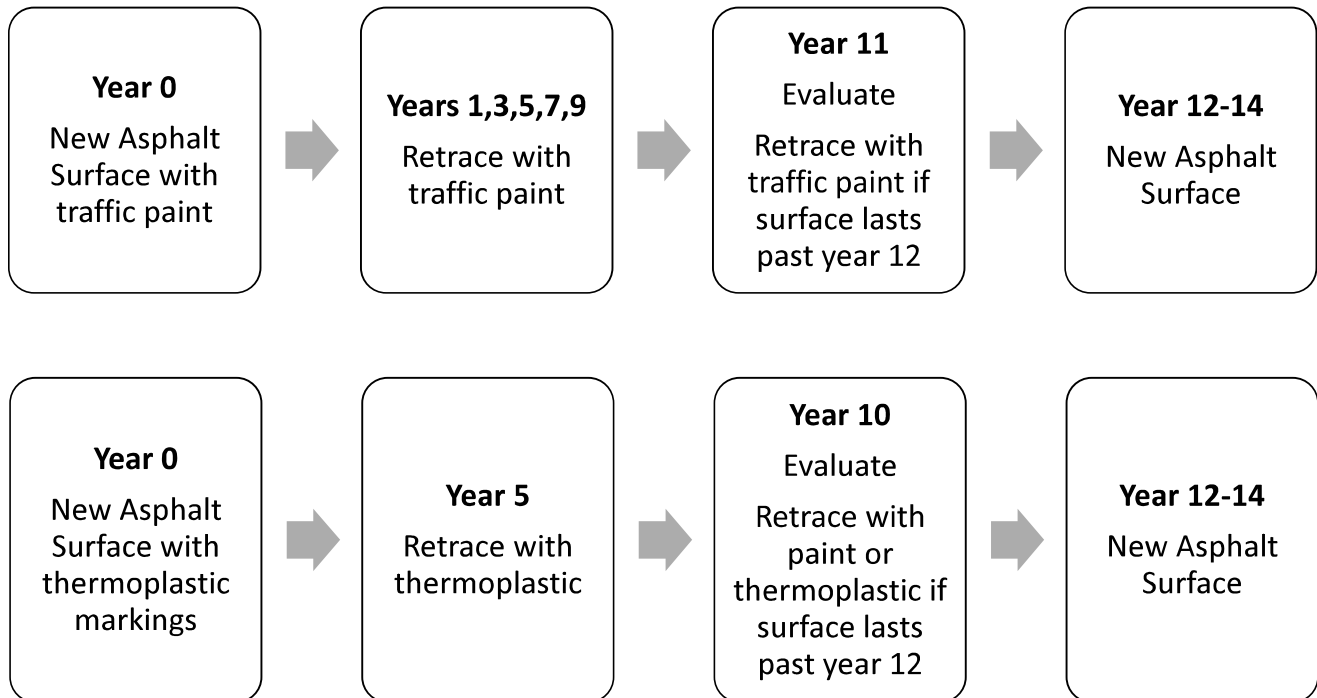 Year 0
New Asphalt
Surface with
traffic paint
Years 1,3,5,7,9
Retrace with
traffic paint
Year 11
Evaluate
Retrace with
traffic paint if
surface lasts
past year 12
Year 12-14
New Asphalt
Surface
Year 0
New Asphalt
Surface with
thermoplastic
markings
Year 5
Retrace with
thermoplastic
Year 10
Evaluate
Retrace with
paint or
thermoplastic if
surface lasts
past year 12
Year 12-14
New Asphalt
Surface